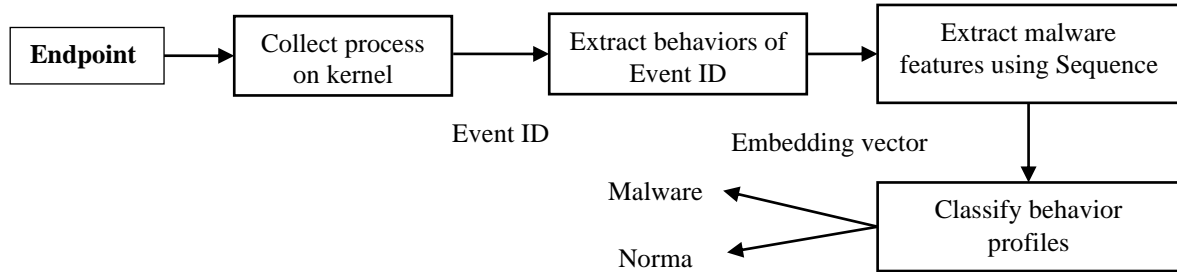 Endpoint
Collect process
on kernel
Extract behaviors of
Event ID
Extract malware
features using Sequence
Event ID
Embedding vector
Malware
Norma
Classify behavior
profiles